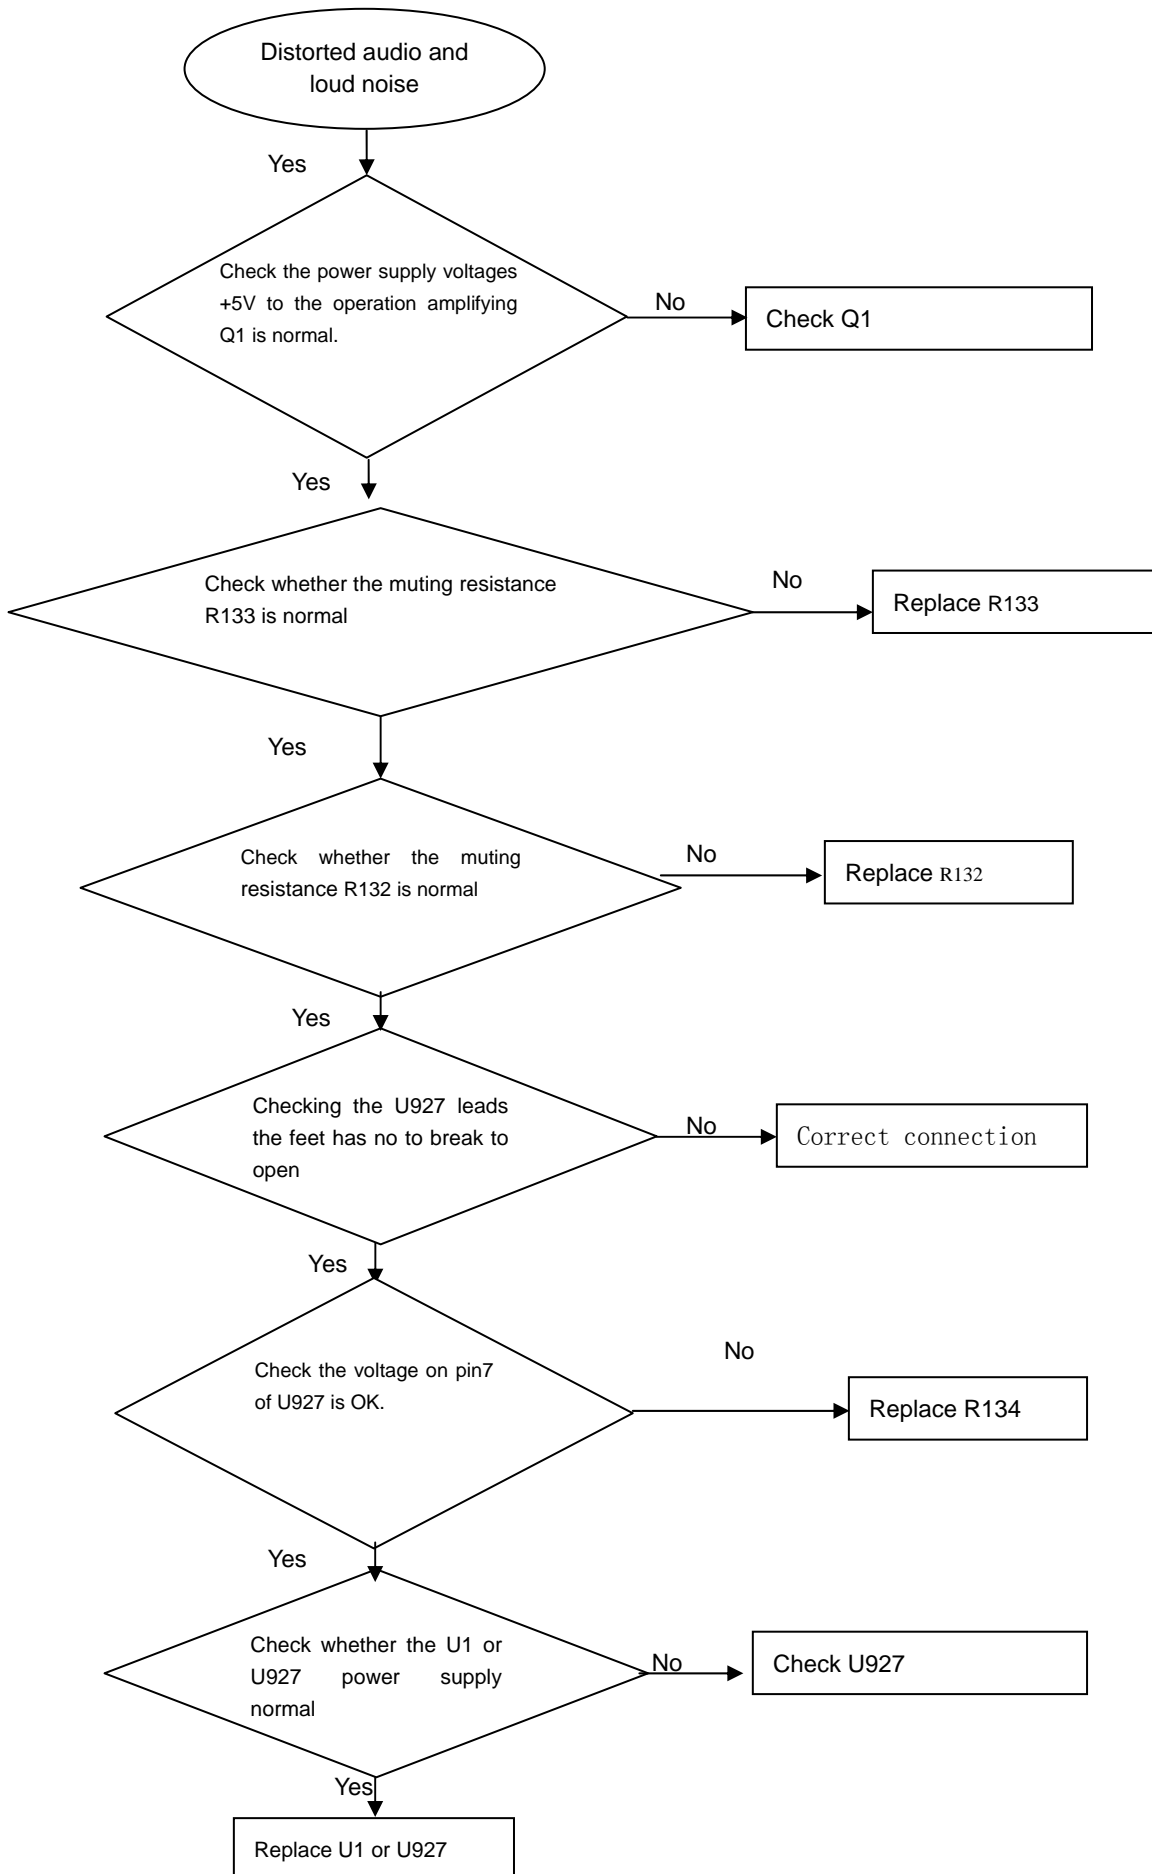 Distorted audio and
loud noise
Yes
Check the power supply voltages
+5V to the operation amplifying
Q1 is normal.
No
Check Q1
Yes
Check whether the muting resistance
R133 is normal
No
Replace R133
Yes
Check whether the muting
resistance R132 is normal
No
Replace R132
Yes
Checking the U927 leads
the feet has no to break to
open
No
Correct connection
Yes
Check the voltage on pin7
of U927 is OK.
No
Replace R134
Yes
Check whether the U1 or
U927 power supply
normal
No
Check U927
Yes
Replace U1 or U927